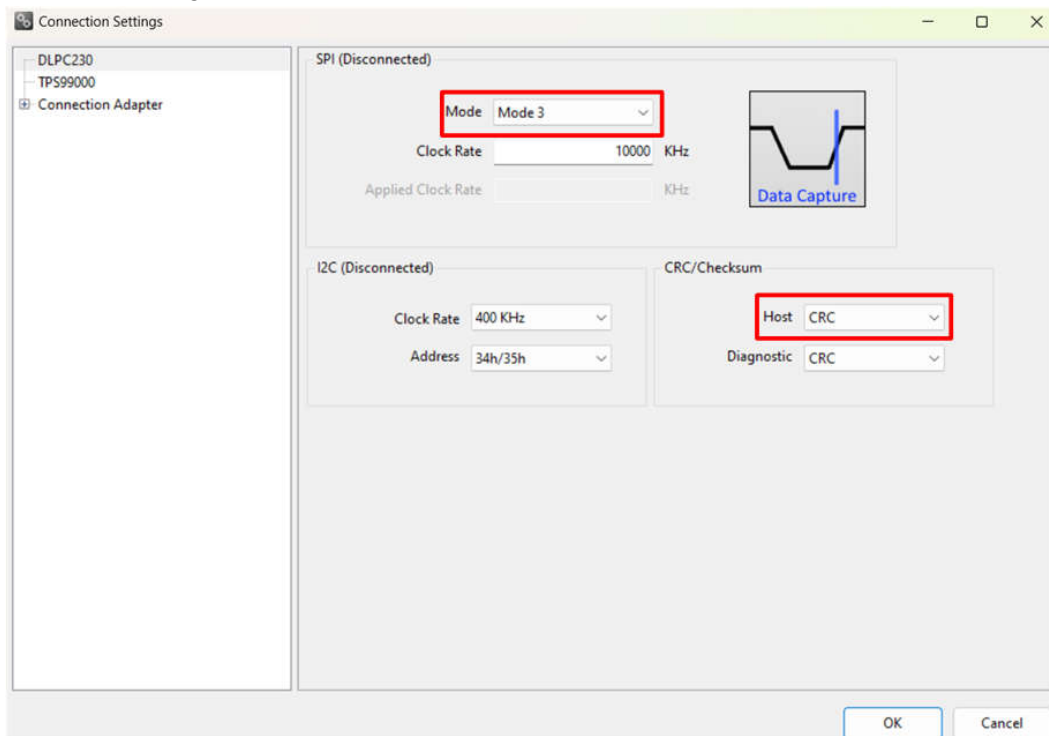 Connection Settings
DLPC230
TPS99000
Connection Adapter
SPI (Disconnected)
Mode Mode 3
Clock Rate 10000 KHz
Applied Clock Rate KHz
Data Capture
I2C (Disconnected)
Clock Rate 400 KHz
Address 34h/35h
CRC/Checksum
Host CRC
Diagnostic CRC
OK Cancel